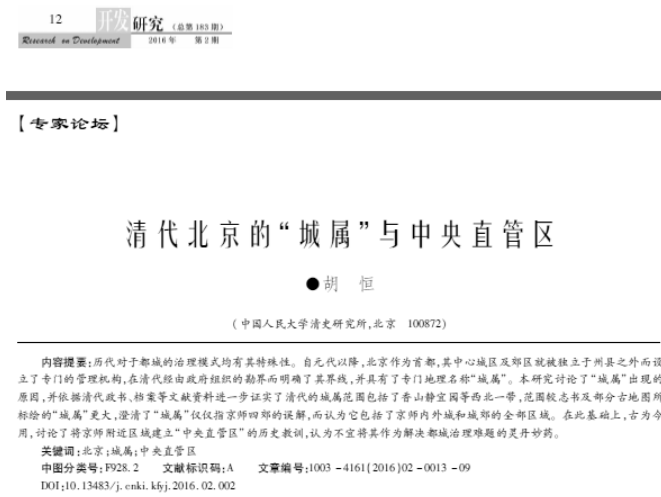 12
开发研究（总第183期）
Research on Development 2016年 第2期
【专家论坛】
清代北京的“城属”与中央直管区
●胡 恒
（中国人民大学清史研究所,北京 100872）
内容提要:历代对于都城的治理模式均有其特殊性。自元代以降,北京作为首都,其中心城区及郊区就被独立于州县之外而设
立了专门的管理机构,在清代经由政府组织的勘界而明确了其界线,并具有了专门地理名称“城属”。本研究讨论了“城属”出现的
原因,并依据清代政书、档案等文献资料进一步证实了清代的城属范围包括了香山静宜园等西北一带,范围较志书及部分古地图所
标绘的“城属”更大,澄清了“城属”仅仅指京师四郊的误解,而认为它包括了京师内外城和城郊的全部区域。在此基础上,古为今
用,讨论了将京师附近区域建立“中央直管区”的历史教训,认为不宜将其作为解决都城治理难题的灵丹妙药。
关键词:北京;城属;中央直管区
中图分类号:F928.2 文献标识码:A 文章编号:1003－4161(2016)02－0013－09
DOI:10.13483/j.cnki.kfyj.2016.02.002